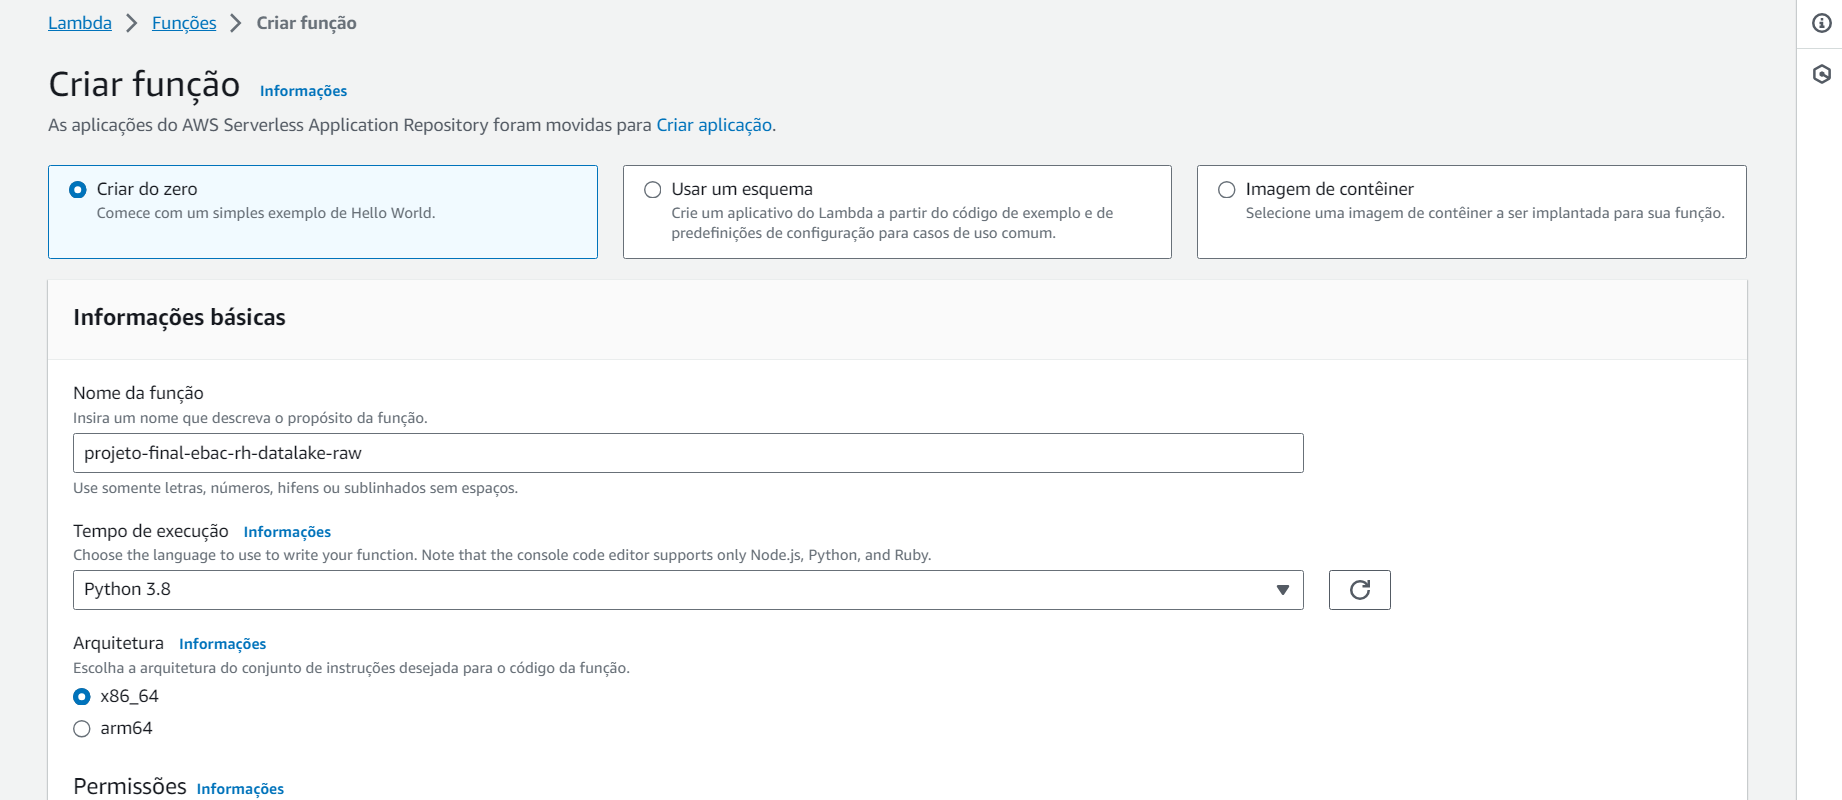 Lambda > Funções > Criar função
Criar função Informações
As aplicações do AWS Serverless Application Repository foram movidas para Criar aplicação.
Criar do zero
Comece com um simples exemplo de Hello World.
Usar um esquema
Crie um aplicativo do Lambda a partir do código de exemplo e de
predefinições de configuração para casos de uso comum.
Imagem de contêiner
Selecione uma imagem de contêiner a ser implantada para sua função.
Informações básicas
Nome da função
Insira um nome que descreva o propósito da função.
projeto-final-ebac-rh-datalake-raw
Use somente letras, números, hifens ou sublinhados sem espaços.
Tempo de execução Informações
Choose the language to use to write your function. Note that the console code editor supports only Node.js, Python, and Ruby.
Python 3.8
Arquitetura Informações
Escolha a arquitetura do conjunto de instruções desejada para o código da função.
x86_64
arm64
Permissões Informações